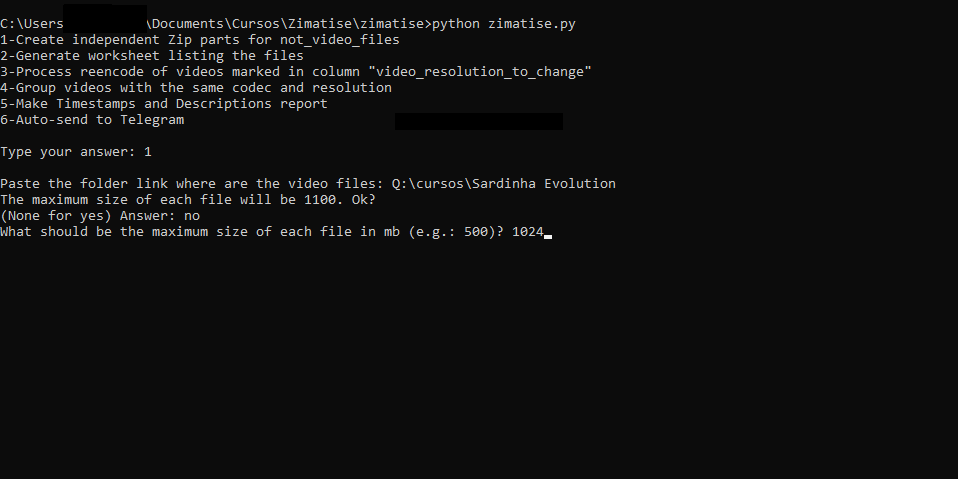 C:\Users\Documents\Cursos\Zimatise\zimatise>python zimatise.py
1-Create independent Zip parts for not_video_files
2-Generate worksheet listing the files
3-Process reencode of videos marked in column "video_resolution_to_change"
4-Group videos with the same codec and resolution
5-Make Timestamps and Descriptions report
6-Auto-send to Telegram
Type your answer: 1
Paste the folder link where are the video files: Q:\cursos\Sardinha Evolution
The maximum size of each file will be 1100. Ok?
(None for yes) Answer: no
What should be the maximum size of each file in mb (e.g.: 500)? 1024